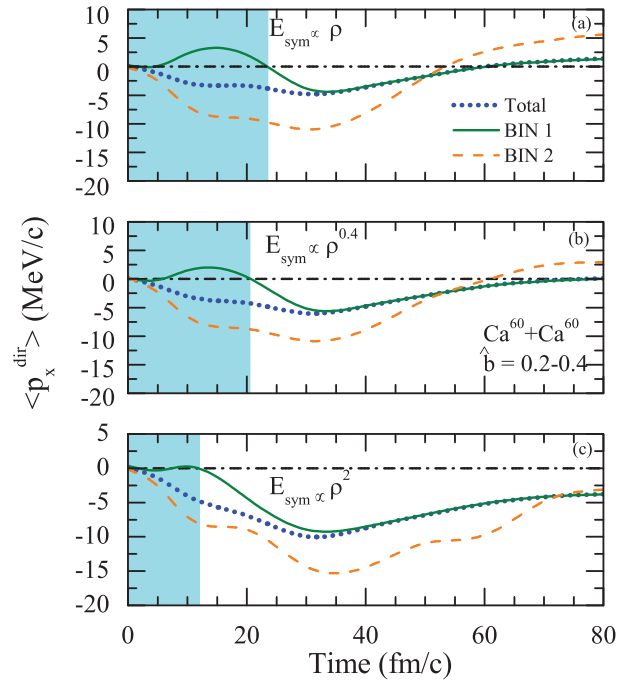 10
5
0
-5
-10
-15
-20
E_sym ∝ ρ
(a)
Total
BIN 1
BIN 2
10
5
0
-5
-10
-15
-20
E_sym ∝ ρ^0.4
(b)
Ca^60+Ca^60
b̂ = 0.2-0.4
5
0
-5
-10
-15
-20
E_sym ∝ ρ^2
(c)
0 20 40 60 80
Time (fm/c)
<p_x^dir> (MeV/c)